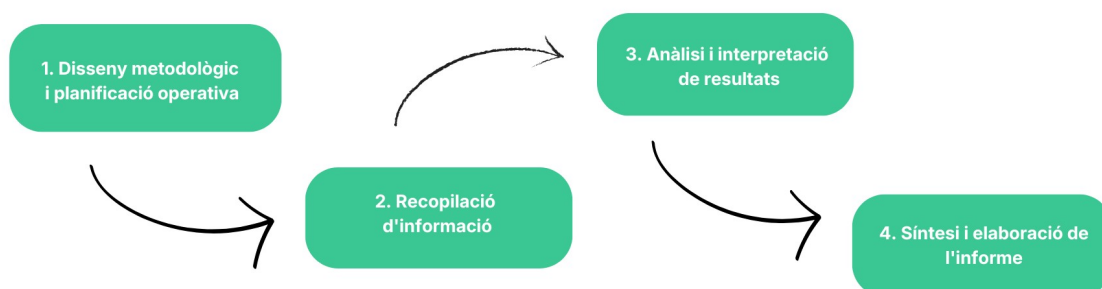 1. Disseny metodològic
i planificació operativa
2. Recopilació
d'informació
3. Anàlisi i interpretació
de resultats
4. Síntesi i elaboració de
l'informe